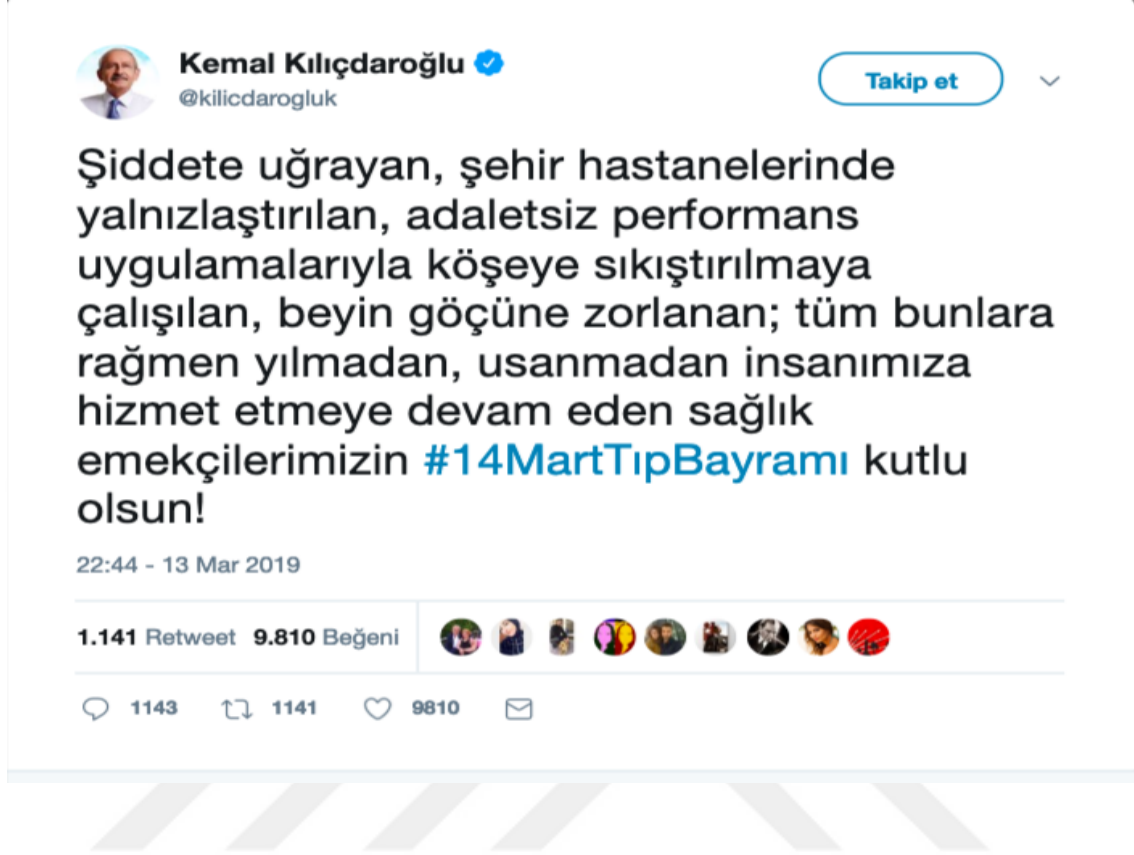 Kemal Kılıçdaroğlu
@kilicdarogluk
Takip et
Şiddete uğrayan, şehir hastanelerinde
yalnızlaştırılan, adaletsiz performans
uygulamalarıyla köşeye sıkıştırılmaya
çalışılan, beyin göçüne zorlanan; tüm bunlara
rağmen yılmadan, usanmadan insanımıza
hizmet etmeye devam eden sağlık
emekçilerimizin #14MartTıpBayramı kutlu
olsun!
22:44 - 13 Mar 2019
1.141 Retweet 9.810 Beğeni
1143 1141 9810